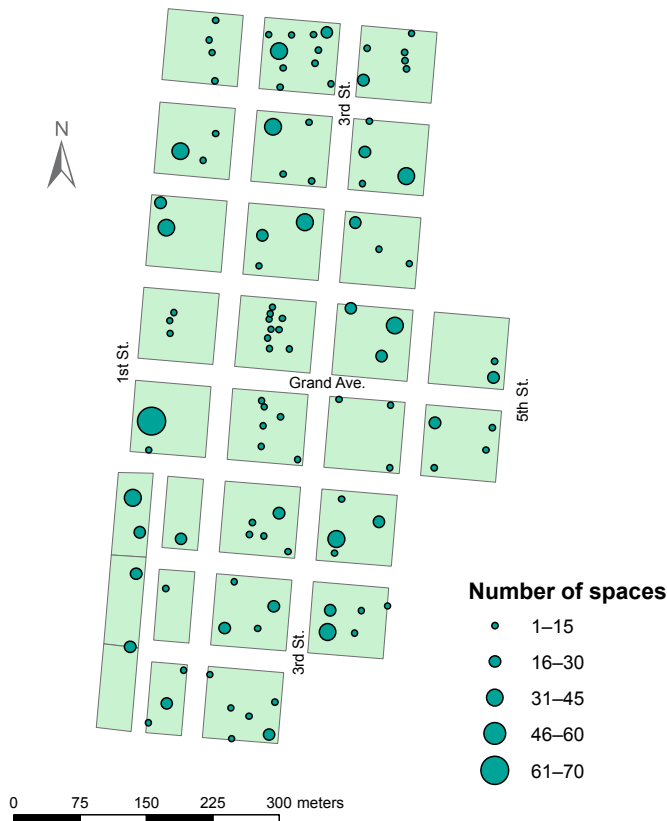 3rd St.
N
1st St.
Grand Ave.
5th St.
3rd St.
Number of spaces
1–15
16–30
31–45
46–60
61–70
0 75 150 225 300 meters